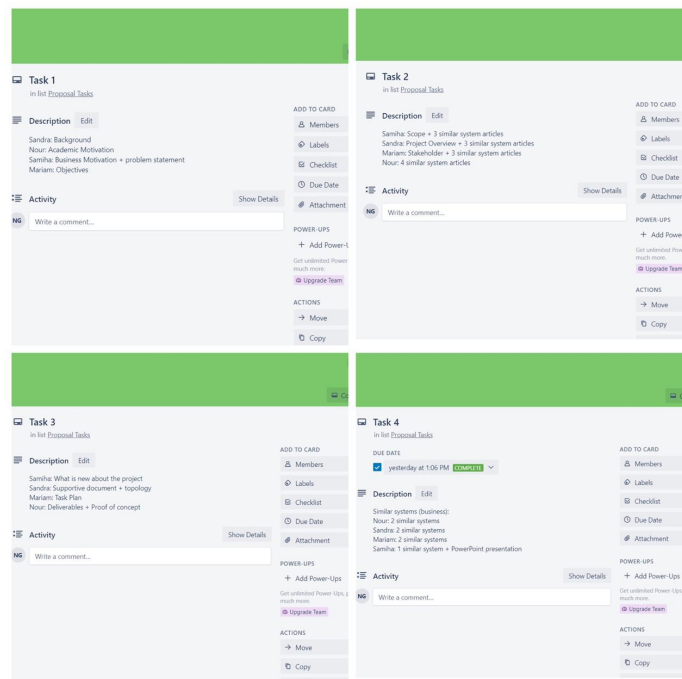 Task 1
in list Proposal Tasks
Description Edit
Sandra: Background
Nour: Academic Motivation
Samiha: Business Motivation + problem statement
Mariam: Objectives
Activity Show Details
NG Write a comment...
ADD TO CARD
Members
Labels
Checklist
Due Date
Attachment
POWER-UPS
+ Add Power-U
Get unlimited Power
much more.
Upgrade Team
ACTIONS
→ Move
Copy
Task 2
in list Proposal Tasks
Description Edit
Samiha: Scope + 3 similar system articles
Sandra: Project Overview + 3 similar system articles
Mariam: Stakeholder + 3 similar system articles
Nour: 4 similar system articles
Activity Show Details
NG Write a comment...
ADD TO CARD
Members
Labels
Checklist
Due Date
Attachmen
POWER-UPS
+ Add Powe
Get unlimited Pow
much more.
Upgrade Team
ACTIONS
→ Move
Copy
Task 3
in list Proposal Tasks
Description Edit
Samiha: What is new about the project
Sandra: Supportive document + topology
Mariam: Task Plan
Nour: Deliverables + Proof of concept
Activity Show Details
NG Write a comment...
Co
ADD TO CARD
Members
Labels
Checklist
Due Date
Attachment
POWER-UPS
+ Add Power-Ups
Get unlimited Power-Ups, p
much more.
Upgrade Team
ACTIONS
→ Move
Copy
Task 4
in list Proposal Tasks
DUE DATE
yesterday at 1:06 PM COMPLETE
Description Edit
Similar systems (business):
Nour: 2 similar systems
Sandra: 2 similar systems
Mariam: 2 similar systems
Samiha: 1 similar system + PowerPoint presentation
Activity Show Details
NG Write a comment...
ADD TO CARD
Members
Labels
Checklist
Due Date
Attachment
POWER-UPS
+ Add Power-Ups
Get unlimited Power-Ups
much more.
Upgrade Team
ACTIONS
→ Move
Copy